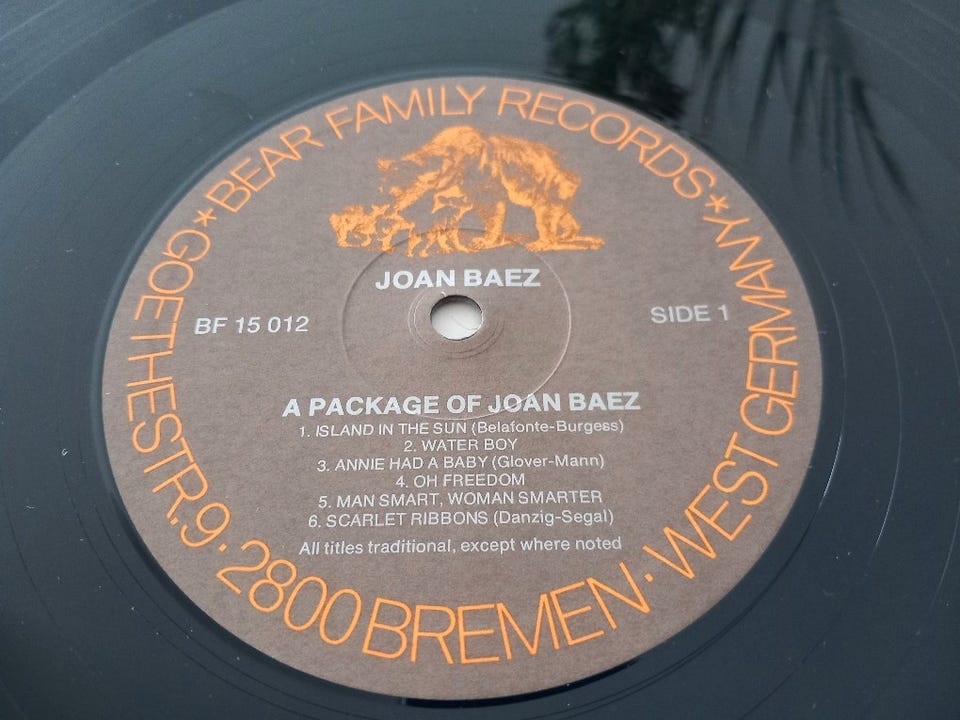 * BEAR FAMILY RECORDS *
JOAN BAEZ
BF 15 012
SIDE 1
A PACKAGE OF JOAN BAEZ
1. ISLAND IN THE SUN (Belafonte-Burgess)
2. WATER BOY
3. ANNIE HAD A BABY (Glover-Mann)
4. OH FREEDOM
5. MAN SMART, WOMAN SMARTER
6. SCARLET RIBBONS (Danzig-Segal)
All titles traditional, except where noted
GOETHESTR.9 · 2800 BREMEN · WEST GERMANY